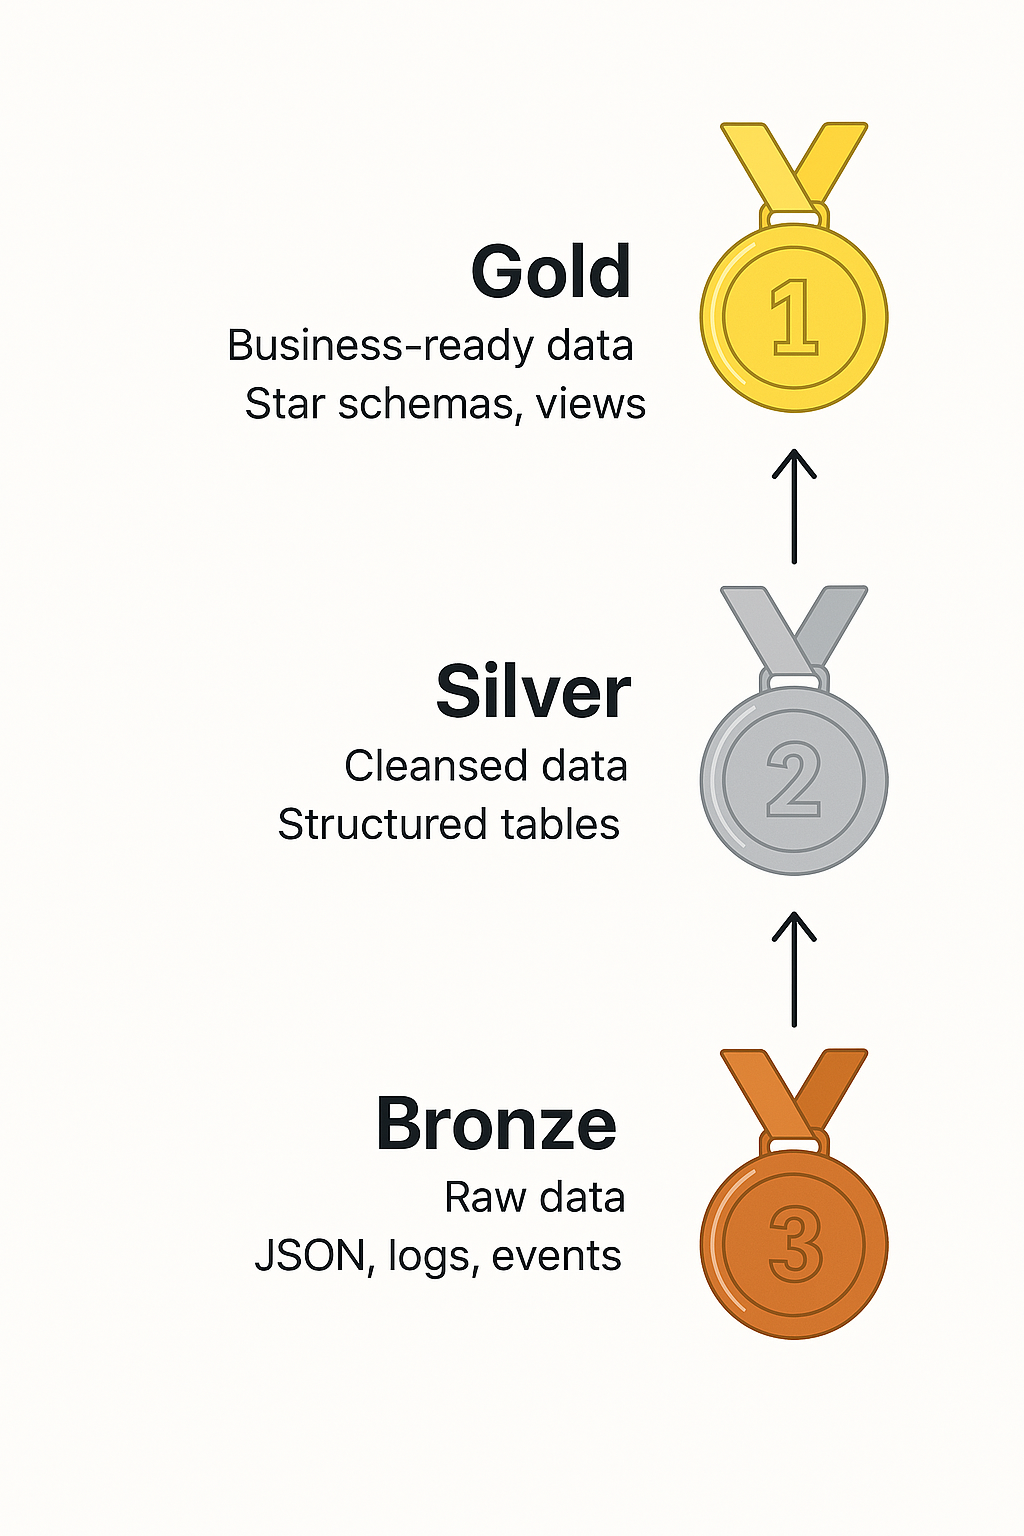 Gold
Business-ready data
Star schemas, views
1
Silver
Cleansed data
Structured tables
2
Bronze
Raw data
JSON, logs, events
3